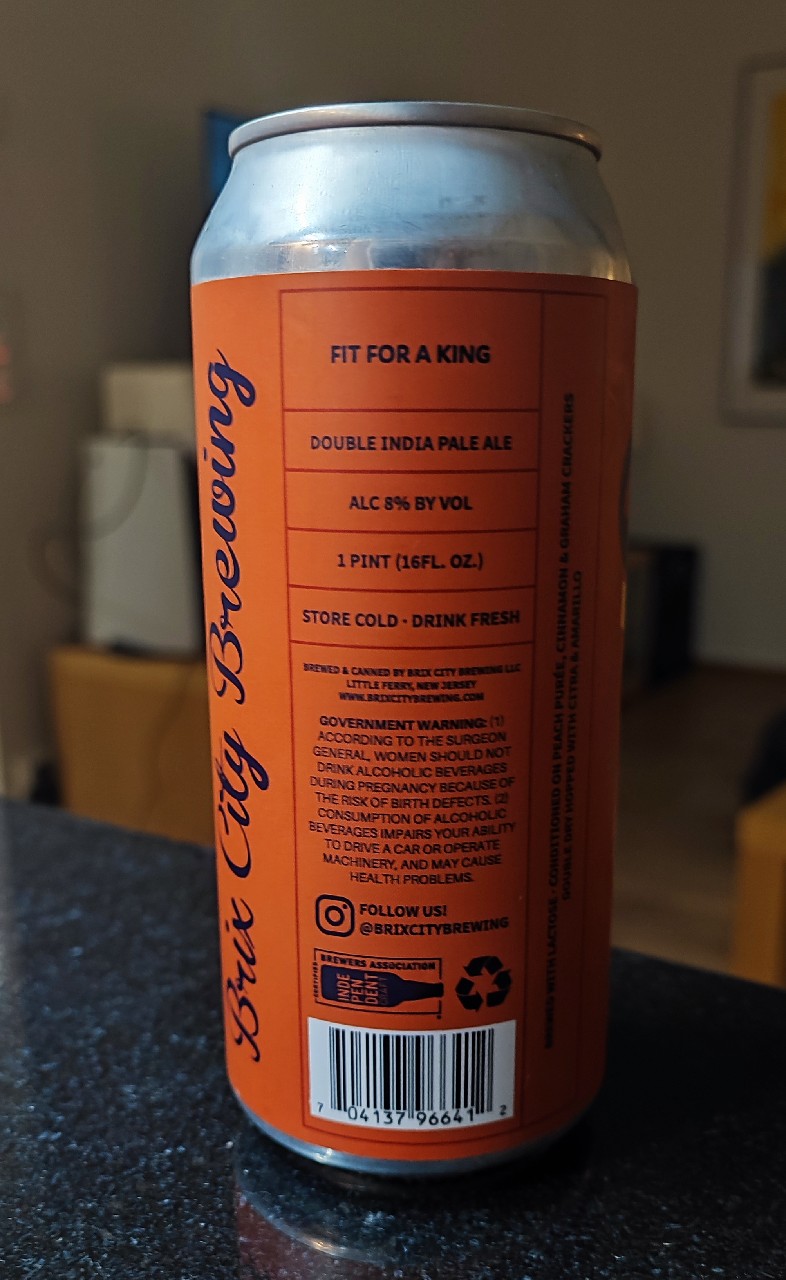 Brix City Brewing
FIT FOR A KING
DOUBLE INDIA PALE ALE
ALC 8% BY VOL
1 PINT (16FL. OZ.)
STORE COLD · DRINK FRESH
BREWED & CANNED BY BRIX CITY BREWING LLC
LITTLE FERRY, NEW JERSEY
WWW.BRIXCITYBREWING.COM
GOVERNMENT WARNING: (1)
ACCORDING TO THE SURGEON
GENERAL, WOMEN SHOULD NOT
DRINK ALCOHOLIC BEVERAGES
DURING PREGNANCY BECAUSE OF
THE RISK OF BIRTH DEFECTS. (2)
CONSUMPTION OF ALCOHOLIC
BEVERAGES IMPAIRS YOUR ABILITY
TO DRIVE A CAR OR OPERATE
MACHINERY, AND MAY CAUSE
HEALTH PROBLEMS.
FOLLOW US!
@BRIXCITYBREWING
BREWERS ASSOCIATION
CERTIFIED
INDE
PEN
DENT
CRAFT
7 04137 96641 2
BREWED WITH LACTOSE · CONDITIONED ON PEACH PURÉE, CINNAMON & GRAHAM CRACKERS
DOUBLE DRY HOPPED WITH CITRA & AMARILLO